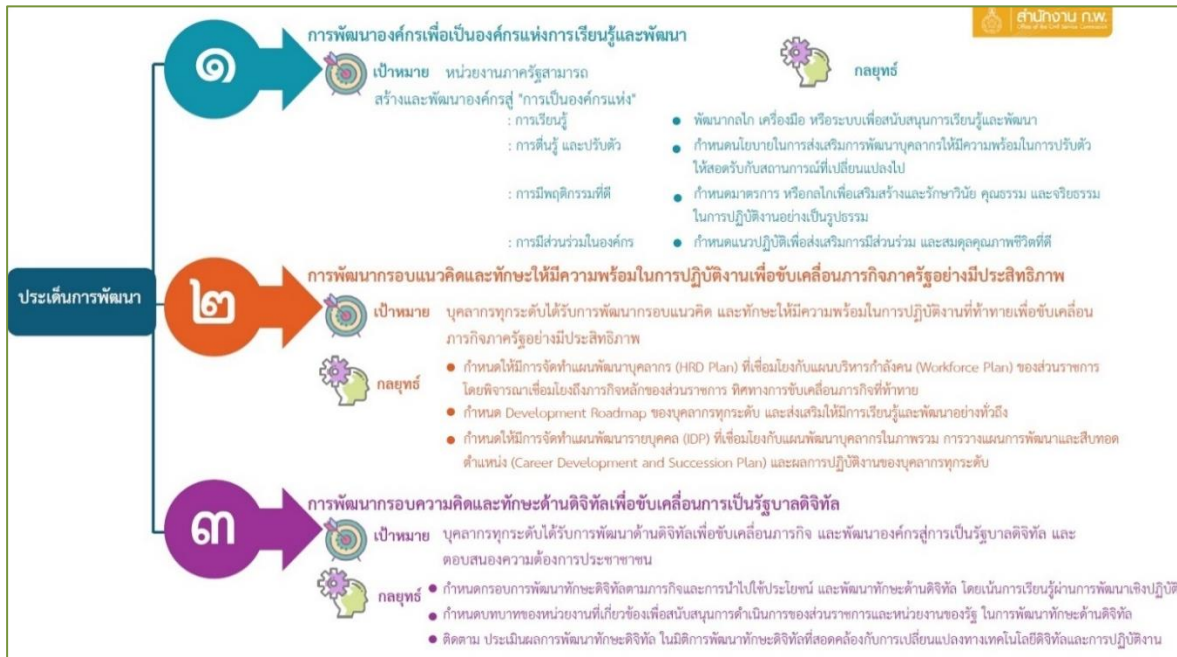 สำนักงาน ก.พ.
Office of the Civil Service Commission
ประเด็นการพัฒนา
๑
การพัฒนาองค์กรเพื่อเป็นองค์กรแห่งการเรียนรู้และพัฒนา
เป้าหมาย หน่วยงานภาครัฐสามารถ
สร้างและพัฒนาองค์กรสู่ "การเป็นองค์กรแห่ง"
กลยุทธ์
: การเรียนรู้ ● พัฒนากลไก เครื่องมือ หรือระบบเพื่อสนับสนุนการเรียนรู้และพัฒนา
: การตื่นรู้ และปรับตัว ● กำหนดนโยบายในการส่งเสริมการพัฒนาบุคลากรให้มีความพร้อมในการปรับตัว
ให้สอดรับกับสถานการณ์ที่เปลี่ยนแปลงไป
: การมีพฤติกรรมที่ดี ● กำหนดมาตรการ หรือกลไกเพื่อเสริมสร้างและรักษาวินัย คุณธรรม และจริยธรรม
ในการปฏิบัติงานอย่างเป็นรูปธรรม
: การมีส่วนร่วมในองค์กร ● กำหนดแนวปฏิบัติเพื่อส่งเสริมการมีส่วนร่วม และสมดุลคุณภาพชีวิตที่ดี
๒
การพัฒนากรอบแนวคิดและทักษะให้มีความพร้อมในการปฏิบัติงานเพื่อขับเคลื่อนภารกิจภาครัฐอย่างมีประสิทธิภาพ
เป้าหมาย บุคลากรทุกระดับได้รับการพัฒนากรอบแนวคิด และทักษะให้มีความพร้อมในการปฏิบัติงานที่ท้าทายเพื่อขับเคลื่อน
ภารกิจภาครัฐอย่างมีประสิทธิภาพ
กลยุทธ์
● กำหนดให้มีการจัดทำแผนพัฒนาบุคลากร (HRD Plan) ที่เชื่อมโยงกับแผนบริหารกำลังคน (Workforce Plan) ของส่วนราชการ
โดยพิจารณาเชื่อมโยงถึงภารกิจหลักของส่วนราชการ ทิศทางการขับเคลื่อนภารกิจที่ท้าทาย
● กำหนด Development Roadmap ของบุคลากรทุกระดับ และส่งเสริมให้มีการเรียนรู้และพัฒนาอย่างทั่วถึง
● กำหนดให้มีการจัดทำแผนพัฒนารายบุคคล (IDP) ที่เชื่อมโยงกับแผนพัฒนาบุคลากรในภาพรวม การวางแผนการพัฒนาและสืบทอด
ตำแหน่ง (Career Development and Succession Plan) และผลการปฏิบัติงานของบุคลากรทุกระดับ
๓
การพัฒนากรอบความคิดและทักษะด้านดิจิทัลเพื่อขับเคลื่อนการเป็นรัฐบาลดิจิทัล
เป้าหมาย บุคลากรทุกระดับได้รับการพัฒนาด้านดิจิทัลเพื่อขับเคลื่อนภารกิจ และพัฒนาองค์กรสู่การเป็นรัฐบาลดิจิทัล และ
ตอบสนองความต้องการประชาชาชน
กลยุทธ์
● กำหนดกรอบการพัฒนาทักษะดิจิทัลตามภารกิจและการนำไปใช้ประโยชน์ และพัฒนาทักษะด้านดิจิทัล โดยเน้นการเรียนรู้ผ่านการพัฒนาเชิงปฏิบัติ
● กำหนดบทบาทของหน่วยงานที่เกี่ยวข้องเพื่อสนับสนุนการดำเนินการของส่วนราชการและหน่วยงานของรัฐ ในการพัฒนาทักษะด้านดิจิทัล
● ติดตาม ประเมินผลการพัฒนาทักษะดิจิทัล ในมิติการพัฒนาทักษะดิจิทัลที่สอดคล้องกับการเปลี่ยนแปลงทางเทคโนโลยีดิจิทัลและการปฏิบัติงาน